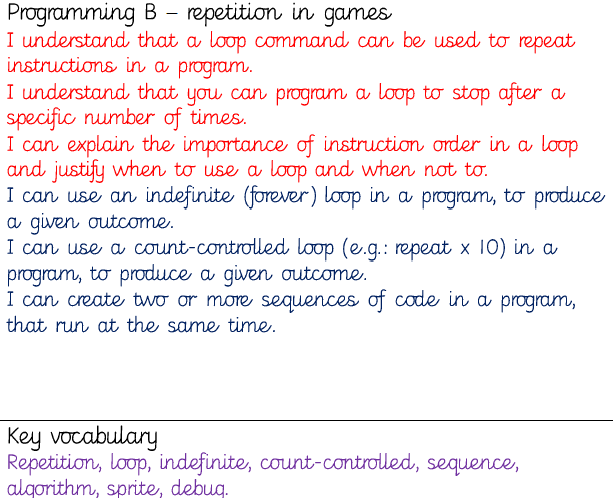 Programming B – repetition in games
I understand that a loop command can be used to repeat
instructions in a program.
I understand that you can program a loop to stop after a
specific number of times.
I can explain the importance of instruction order in a loop
and justify when to use a loop and when not to.
I can use an indefinite (forever) loop in a program, to produce
a given outcome.
I can use a count-controlled loop (e.g.: repeat x 10) in a
program, to produce a given outcome.
I can create two or more sequences of code in a program,
that run at the same time.
Key vocabulary
Repetition, loop, indefinite, count-controlled, sequence,
algorithm, sprite, debug.